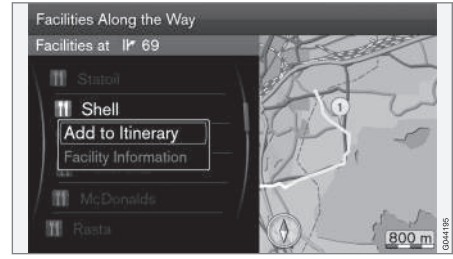 Facilities Along the Way
Facilities at 69
Statoil
Shell
Add to Itinerary
Facility Information
McDonalds
Rasta
1
800 m
G044195